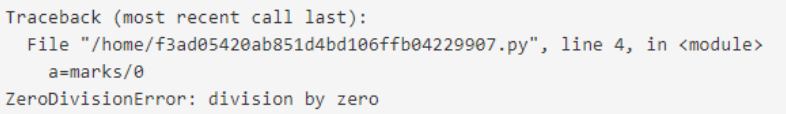 Traceback (most recent call last):
  File "/home/f3ad05420ab851d4bd106ffb04229907.py", line 4, in <module>
    a=marks/0
ZeroDivisionError: division by zero